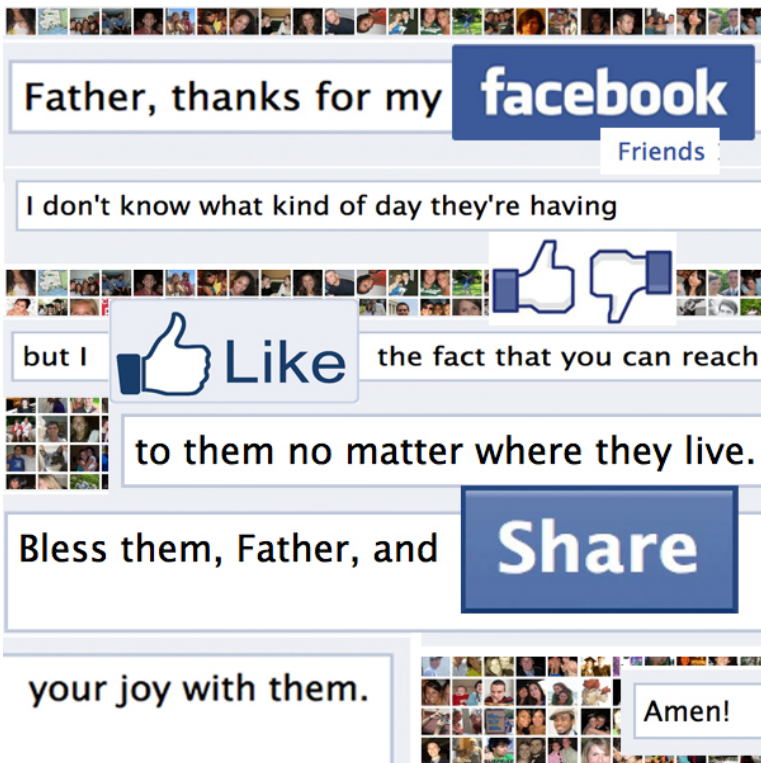 Father, thanks for my facebook
Friends
I don't know what kind of day they're having
but I Like the fact that you can reach
to them no matter where they live.
Bless them, Father, and Share
your joy with them.
Amen!